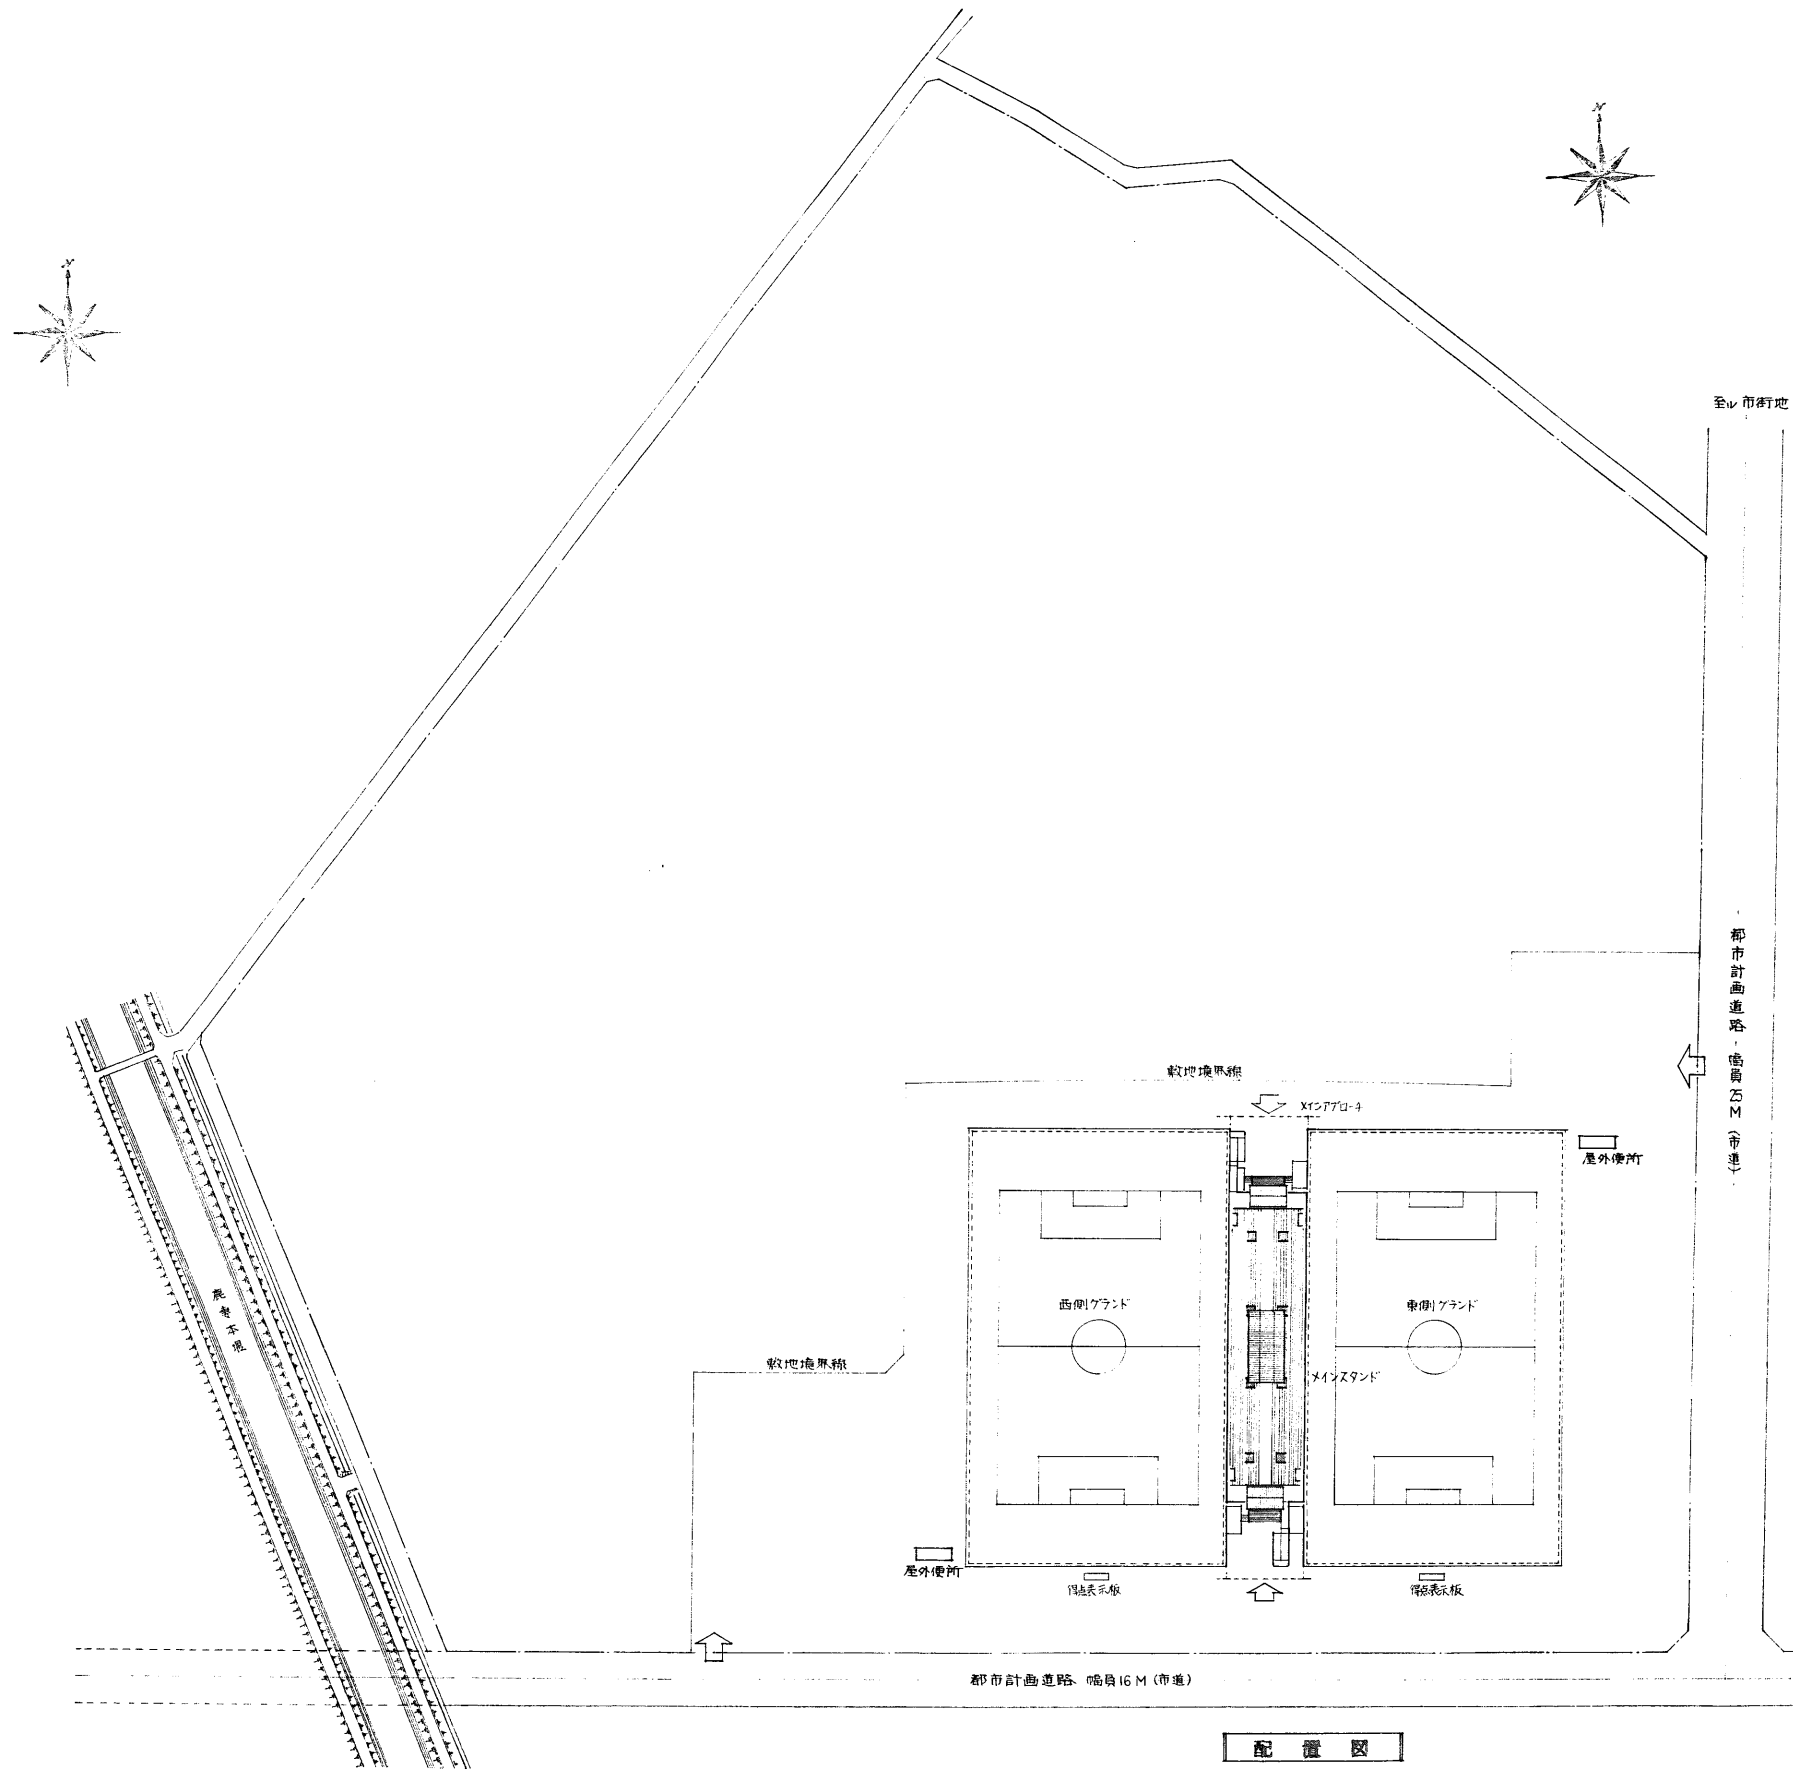 N
N
至ル 市街地
都市計画道路・幅員25M (市道)
敷地境界線
メインアプローチ
屋外便所
西側グランド
東側グランド
敷地境界線
メインスタンド
屋外便所
得点表示板
得点表示板
都市計画道路 幅員16M (市道)
配置図